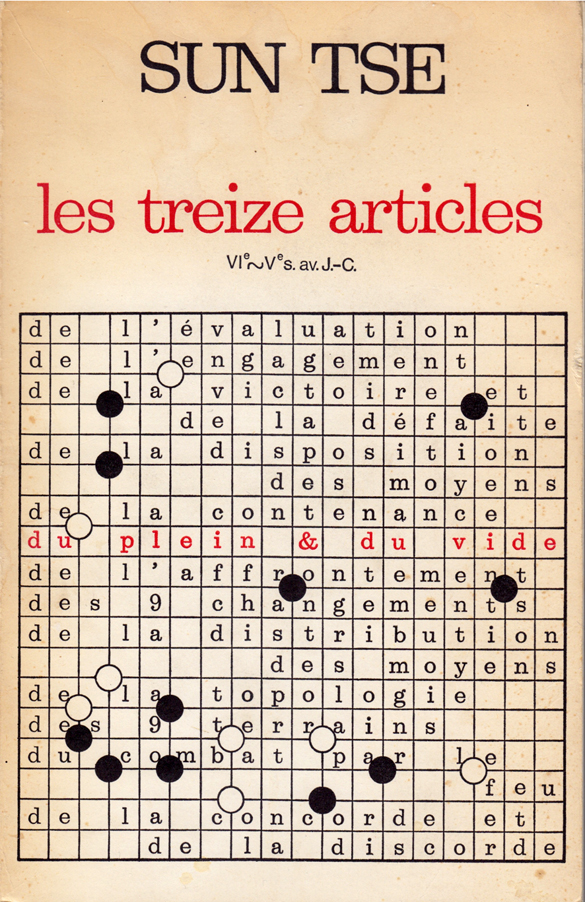 SUN TSE
les treize articles
VIe~Ves. av. J.-C.
de l'évaluation
de l'engagement
de la victoire et
de la défaite
de la disposition
des moyens
de la contenance
du plein & du vide
de l'affrontement
des 9 changements
de la distribution
des moyens
de la topologie
des 9 terrains
du combat par le
feu
de la concorde et
de la discorde